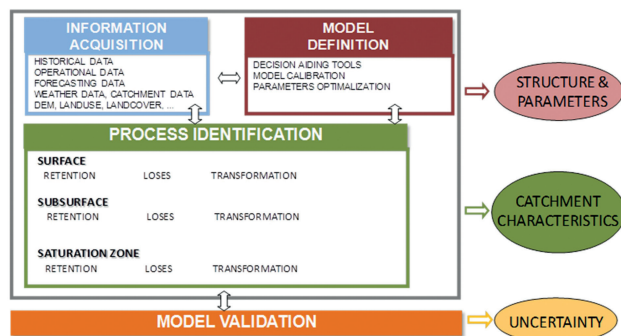 INFORMATION
ACQUISITION
HISTORICAL DATA
OPERATIONAL DATA
FORECASTING DATA
WEATHER DATA, CATCHMENT DATA
DEM, LANDUSE, LANDCOVER, ...
MODEL
DEFINITION
DECISION AIDING TOOLS
MODEL CALIBRATION
PARAMETERS OPTIMALIZATION
STRUCTURE &
PARAMETERS
PROCESS IDENTIFICATION
SURFACE
RETENTION LOSES TRANSFORMATION
SUBSURFACE
RETENTION LOSES TRANSFORMATION
SATURATION ZONE
RETENTION LOSES TRANSFORMATION
CATCHMENT
CHARACTERISTICS
MODEL VALIDATION
UNCERTAINTY